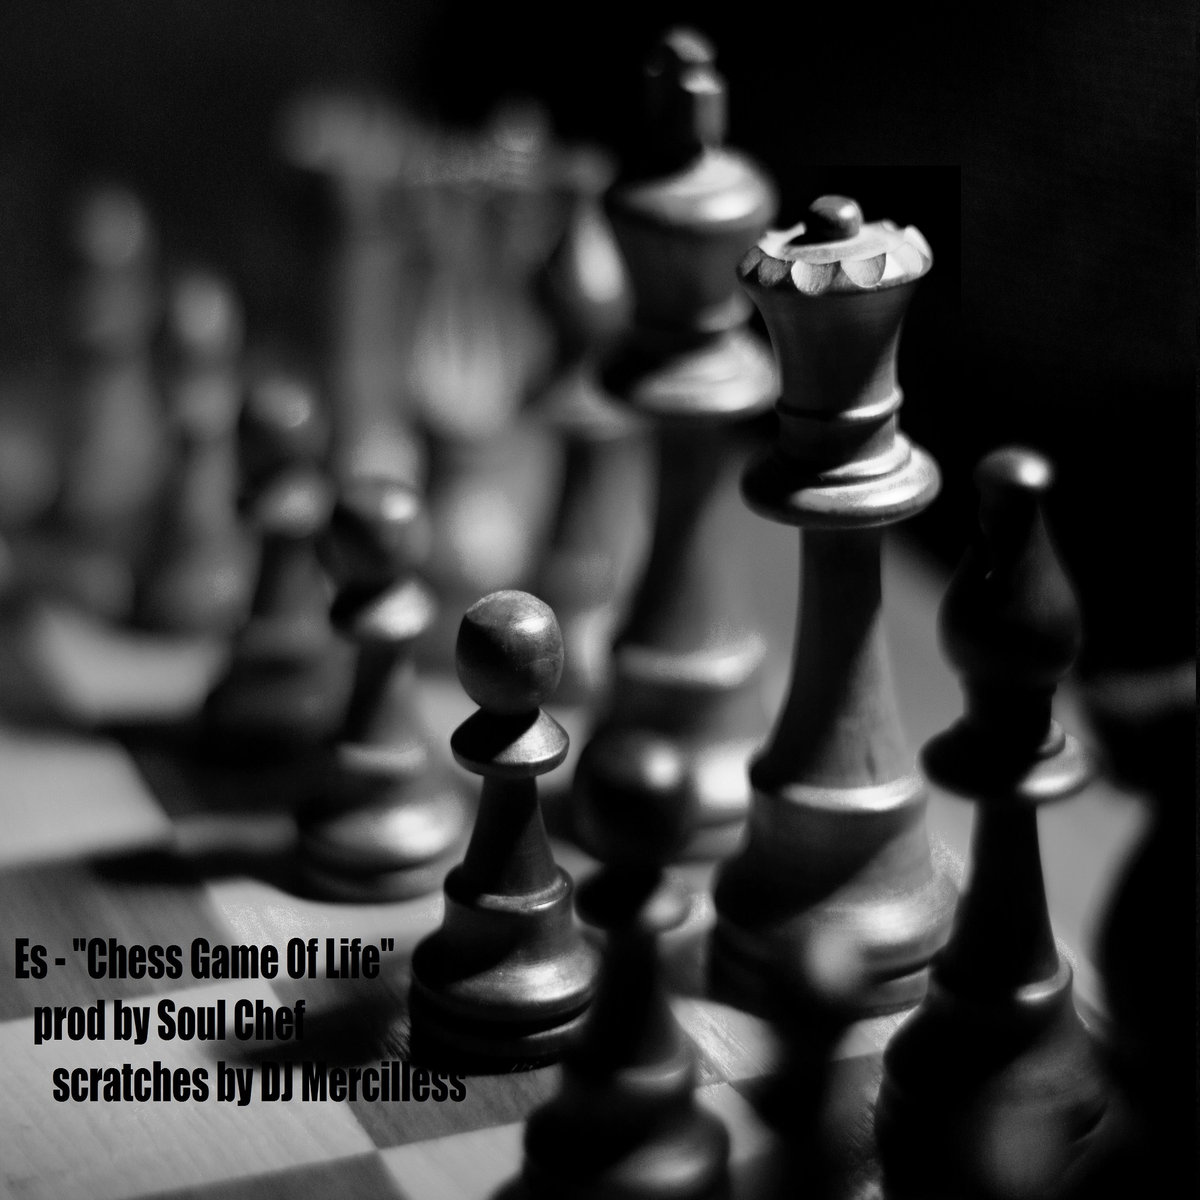 Es - "Chess Game Of Life"
prod by Soul Chef
scratches by DJ Mercilless